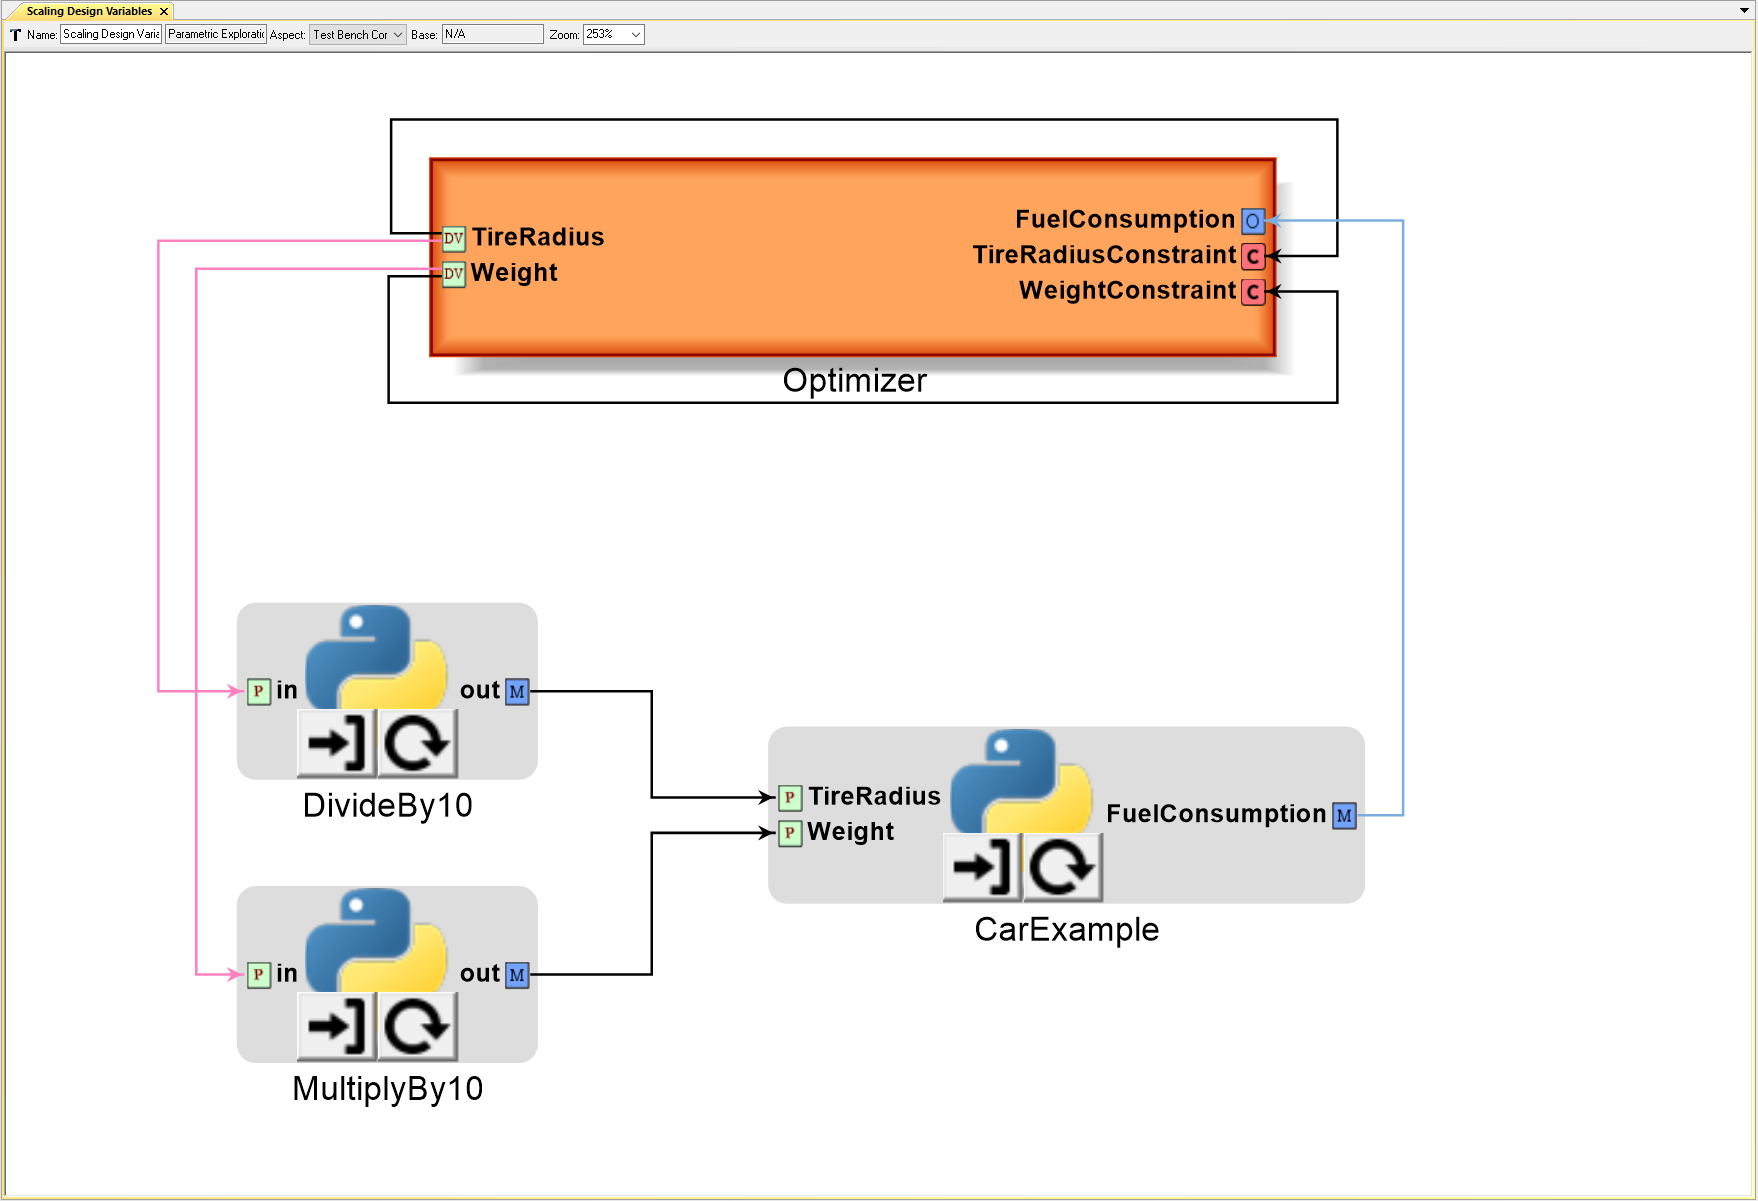 Scaling Design Variables
Name: Scaling Design Varia Parametric Exploratic Aspect: Test Bench Cor Base: N/A Zoom: 253%
DV TireRadius
DV Weight
FuelConsumption O
TireRadiusConstraint C
WeightConstraint C
Optimizer
P in out M
DivideBy10
P TireRadius
P Weight
FuelConsumption M
CarExample
P in out M
MultiplyBy10